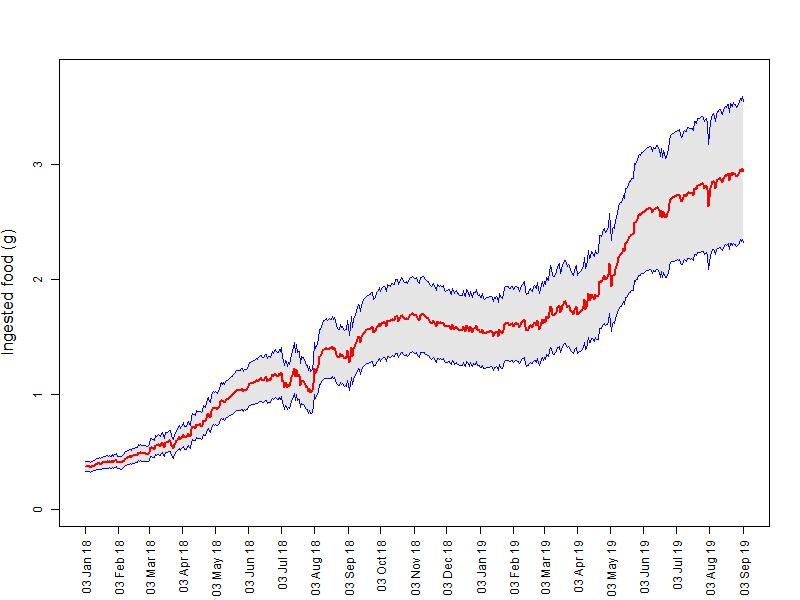 Ingested food (g)
3
2
1
0
03 Jan 18
03 Feb 18
03 Mar 18
03 Apr 18
03 May 18
03 Jun 18
03 Jul 18
03 Aug 18
03 Sep 18
03 Oct 18
03 Nov 18
03 Dec 18
03 Jan 19
03 Feb 19
03 Mar 19
03 Apr 19
03 May 19
03 Jun 19
03 Jul 19
03 Aug 19
03 Sep 19